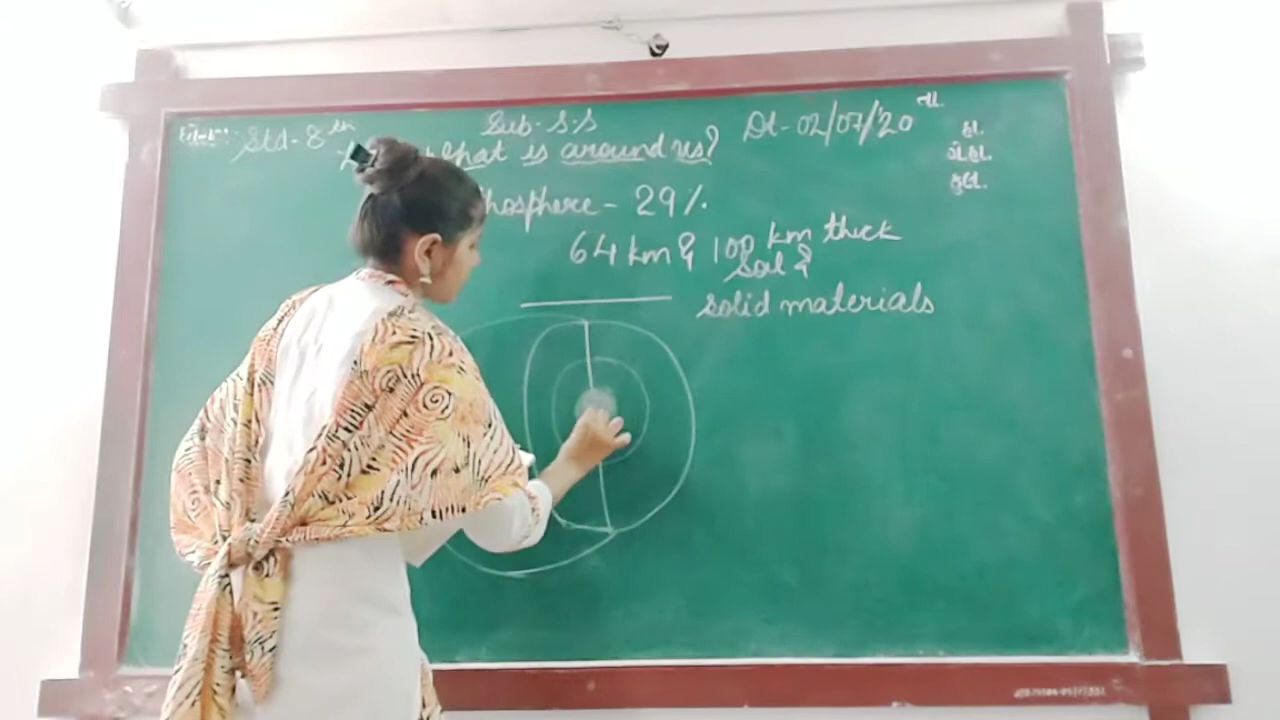 Std-8th Sub-S.S Dt-02/07/'20 તા.
What is around us?
હા.
ગે.હા.
કુલ.
hosphere - 29%
64 km & 100 km thick
soil &
solid materials